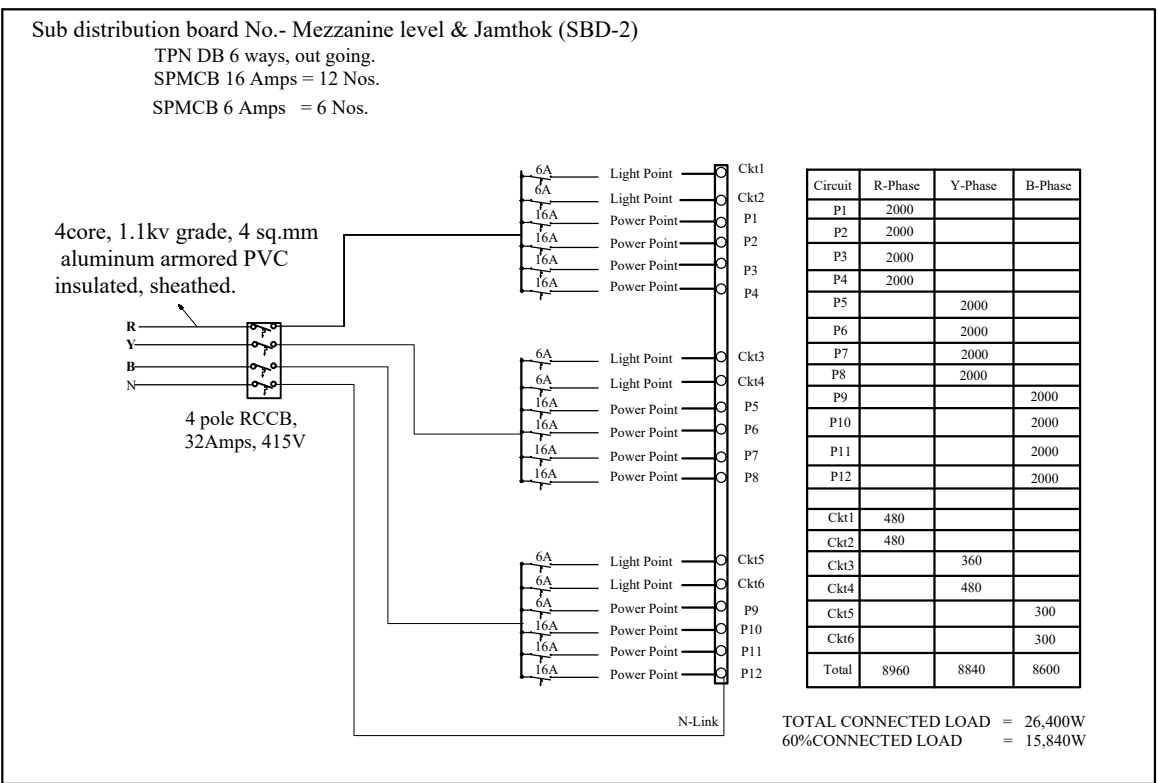 Sub distribution board No.- Mezzanine level & Jamthok (SBD-2)
TPN DB 6 ways, out going.
SPMCB 16 Amps = 12 Nos.
SPMCB 6 Amps = 6 Nos.
4core, 1.1kv grade, 4 sq.mm
aluminum armored PVC
insulated, sheathed.
R
Y
B
N
4 pole RCCB,
32Amps, 415V
6A Light Point Ckt1
6A Light Point Ckt2
16A Power Point P1
16A Power Point P2
16A Power Point P3
16A Power Point P4
6A Light Point Ckt3
6A Light Point Ckt4
16A Power Point P5
16A Power Point P6
16A Power Point P7
16A Power Point P8
6A Light Point Ckt5
6A Light Point Ckt6
6A Power Point P9
16A Power Point P10
16A Power Point P11
16A Power Point P12
N-Link
Circuit R-Phase Y-Phase B-Phase
P1 2000
P2 2000
P3 2000
P4 2000
P5 2000
P6 2000
P7 2000
P8 2000
P9 2000
P10 2000
P11 2000
P12 2000
Ckt1 480
Ckt2 480
Ckt3 360
Ckt4 480
Ckt5 300
Ckt6 300
Total 8960 8840 8600
TOTAL CONNECTED LOAD = 26,400W
60%CONNECTED LOAD = 15,840W